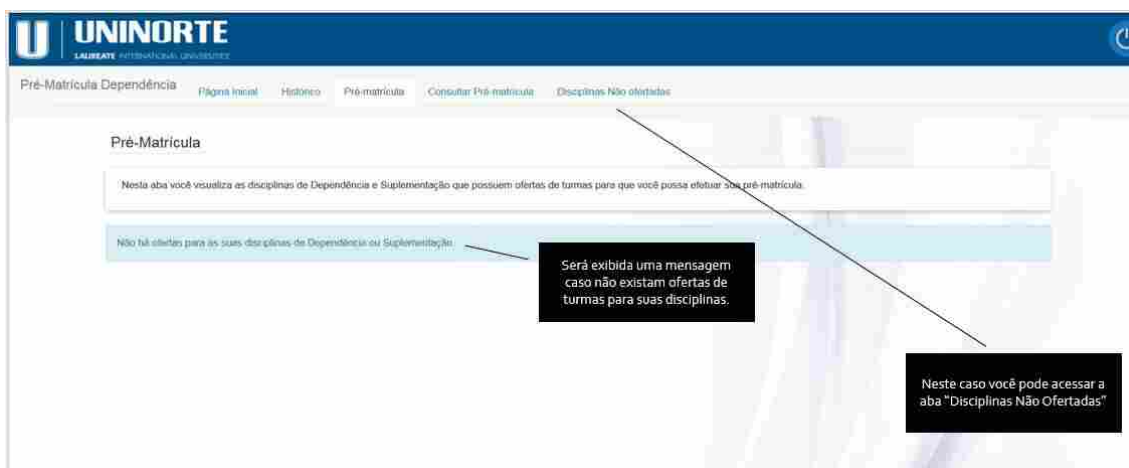 UNINORTE
LAUREATE INTERNATIONAL UNIVERSITIES
Pré-Matrícula Dependência
Página Inicial
Histórico
Pré-matrícula
Consultar Pré-matrícula
Disciplinas Não ofertadas
Pré-Matrícula
Nesta aba você visualiza as disciplinas de Dependência e Suplementação que possuem ofertas de turmas para que você possa efetuar sua pré-matrícula.
Não há ofertas para as suas disciplinas de Dependência ou Suplementação.
Será exibida uma mensagem
caso não existam ofertas de
turmas para suas disciplinas.
Neste caso você pode acessar a
aba "Disciplinas Não Ofertadas"